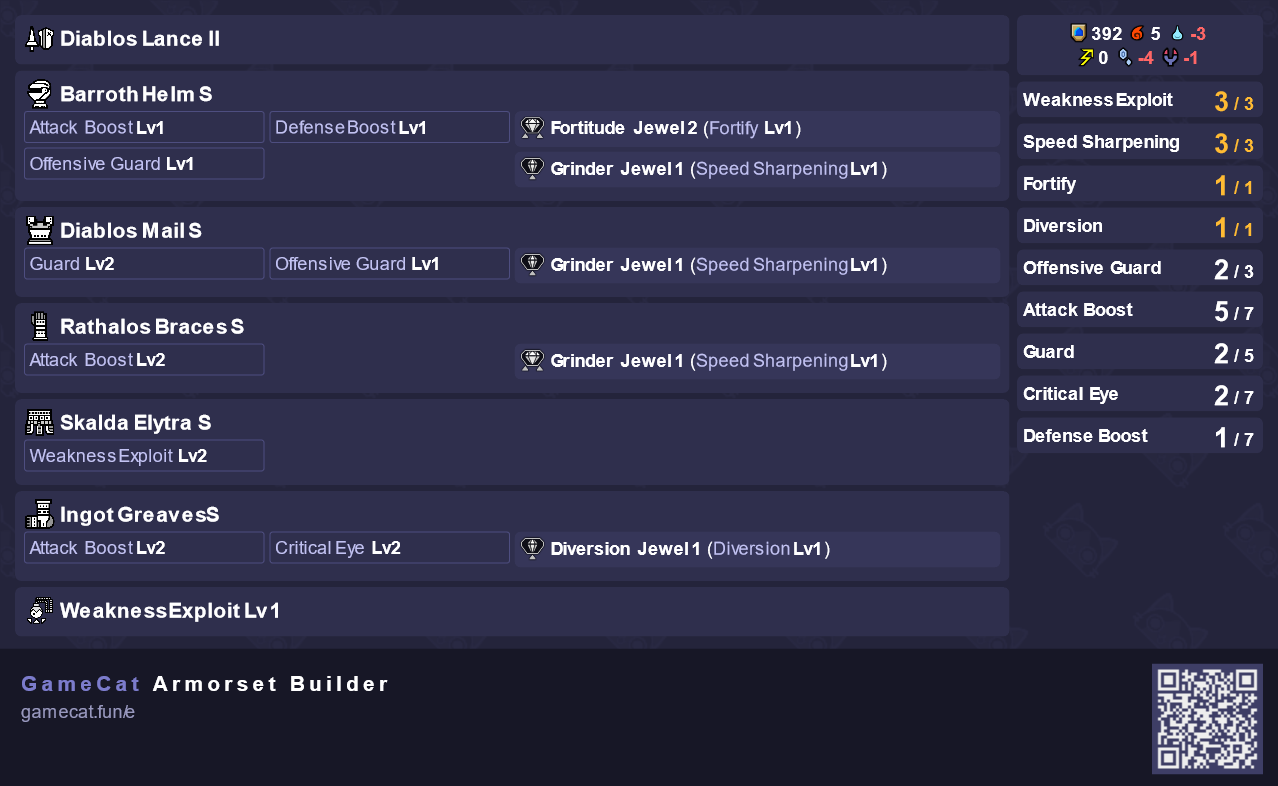 Diablos Lance II
392 5 -3
0 -4 -1
Barroth Helm S
Attack Boost Lv1
Defense Boost Lv1
Fortitude Jewel 2 (Fortify Lv1)
Offensive Guard Lv1
Grinder Jewel 1 (Speed Sharpening Lv1)
Diablos Mail S
Guard Lv2
Offensive Guard Lv1
Grinder Jewel 1 (Speed Sharpening Lv1)
Rathalos Braces S
Attack Boost Lv2
Grinder Jewel 1 (Speed Sharpening Lv1)
Skalda Elytra S
Weakness Exploit Lv2
Ingot Greaves S
Attack Boost Lv2
Critical Eye Lv2
Diversion Jewel 1 (Diversion Lv1)
Weakness Exploit Lv1
Weakness Exploit 3 / 3
Speed Sharpening 3 / 3
Fortify 1 / 1
Diversion 1 / 1
Offensive Guard 2 / 3
Attack Boost 5 / 7
Guard 2 / 5
Critical Eye 2 / 7
Defense Boost 1 / 7
GameCat Armorset Builder
gamecat.fun/e